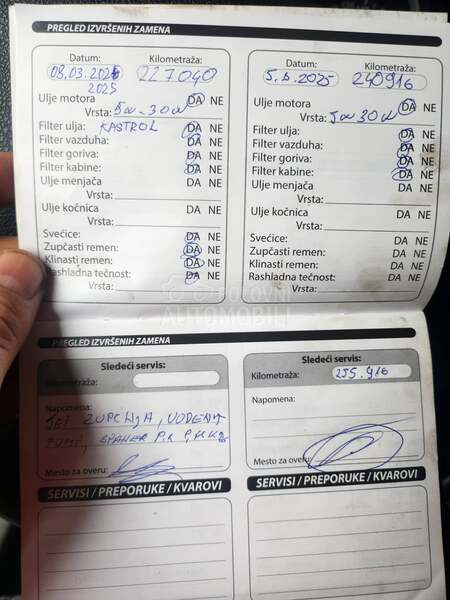 PREGLED IZVRŠENIH ZAMENA
Datum: Kilometraža:
08.03.2025 227040
2025
Ulje motora DA NE
Vrsta: 5W-30W
Filter ulja: KASTROL DA NE
Filter vazduha: DA NE
Filter goriva: DA NE
Filter kabine: DA NE
Ulje menjača DA NE
Vrsta:
Ulje kočnica DA NE
Vrsta:
Svećice: DA NE
Zupčasti remen: DA NE
Klinasti remen: DA NE
Rashladna tečnost: DA NE
Vrsta:
Datum: Kilometraža:
2025 240916
Ulje motora DA NE
Vrsta: 5W30W
Filter ulja: DA NE
Filter vazduha: DA NE
Filter goriva: DA NE
Filter kabine: DA NE
Ulje menjača DA NE
Vrsta:
Ulje kočnica DA NE
Vrsta:
Svećice: DA NE
Zupčasti remen: DA NE
Klinasti remen: DA NE
Rashladna tečnost: DA NE
Vrsta:
POLOVNI
AUTOMOBILI
PREGLED IZVRŠENIH ZAMENA
Sledeći servis:
Kilometraža:
Napomena:
SET ZUPČNJA, VODENA
PUMP, ŠPANER
Mesto za overu:
SERVISI / PREPORUKE / KVAROVI
Sledeći servis:
Kilometraža: 255.916
Napomena:
Mesto za overu:
SERVISI / PREPORUKE / KVAROVI